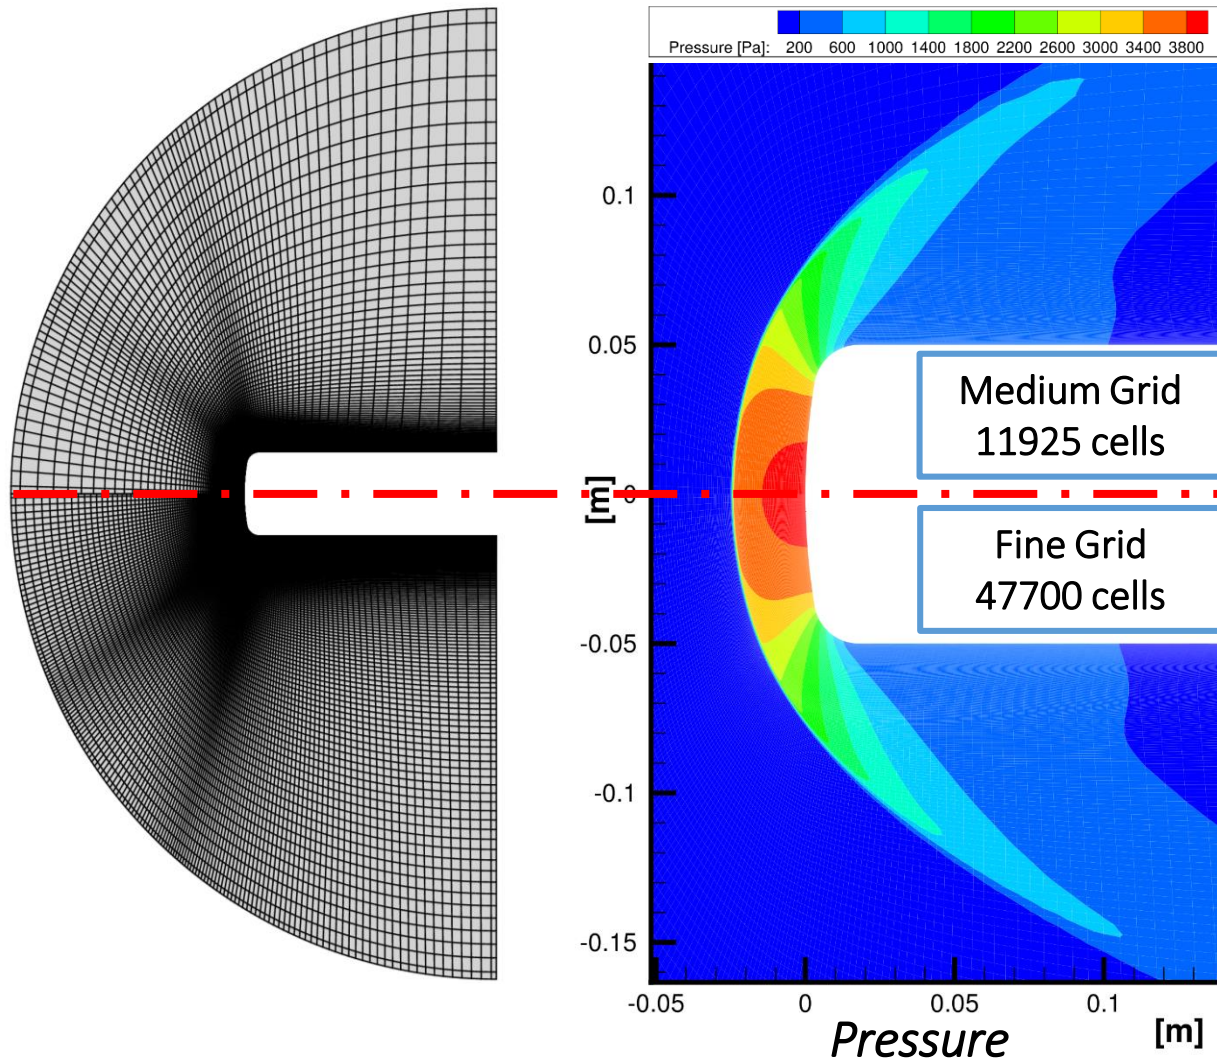 Pressure [Pa]: 200 600 1000 1400 1800 2200 2600 3000 3400 3800
0.1
0.05
Medium Grid
11925 cells
0
[m]
Fine Grid
47700 cells
-0.05
-0.1
-0.15
-0.05 0 0.05 0.1
Pressure [m]